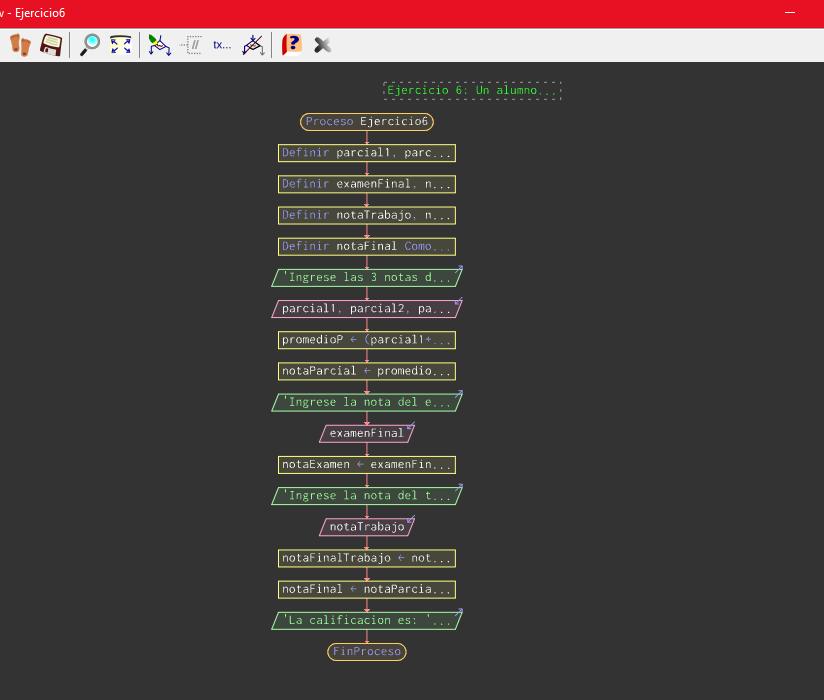 v - Ejercicio6
tx...
Ejercicio 6: Un alumno...
Proceso Ejercicio6
Definir parcial1, parc...
Definir examenFinal, n...
Definir notaTrabajo, n...
Definir notaFinal Como...
'Ingrese las 3 notas d...
parcial1, parcial2, pa...
promedioP ← (parcial1+...
notaParcial ← promedio...
'Ingrese la nota del e...
examenFinal
notaExamen ← examenFin...
'Ingrese la nota del t...
notaTrabajo
notaFinalTrabajo ← not...
notaFinal ← notaParcia...
'La calificacion es: '...
FinProceso